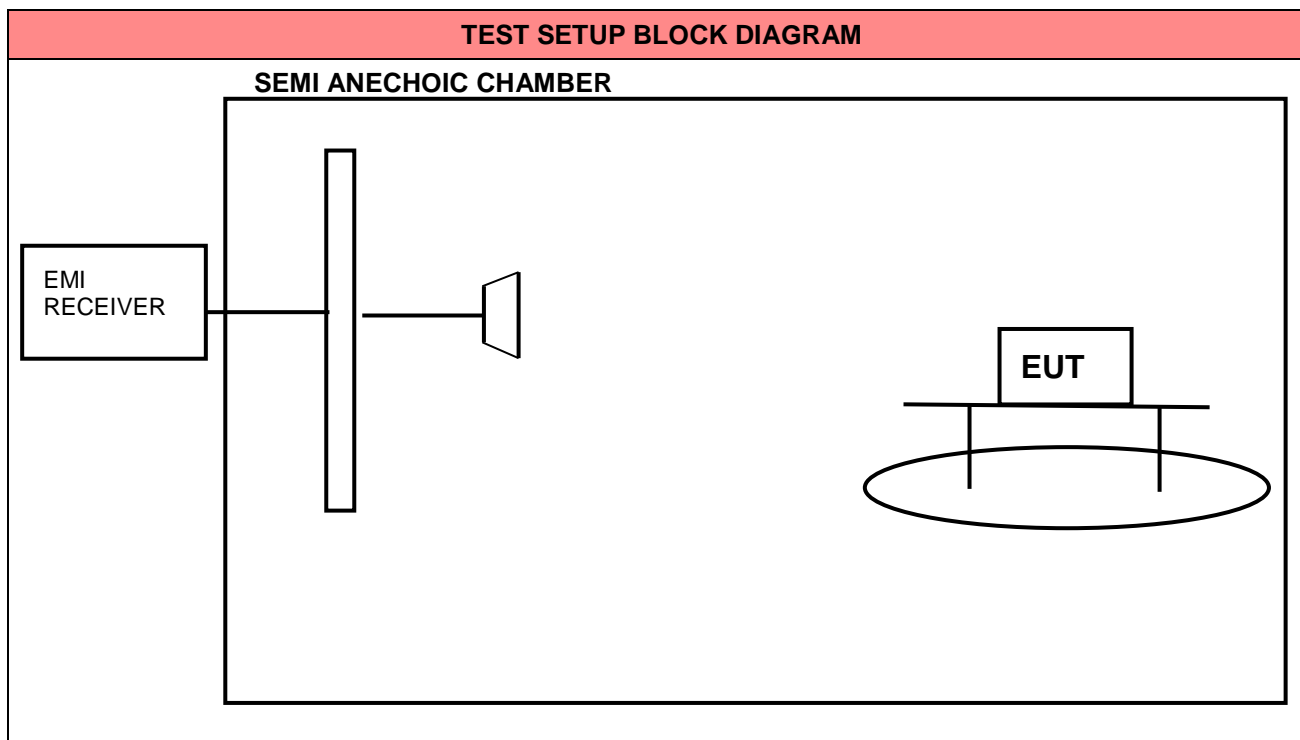 TEST SETUP BLOCK DIAGRAM
SEMI ANECHOIC CHAMBER
EMI
RECEIVER
EUT